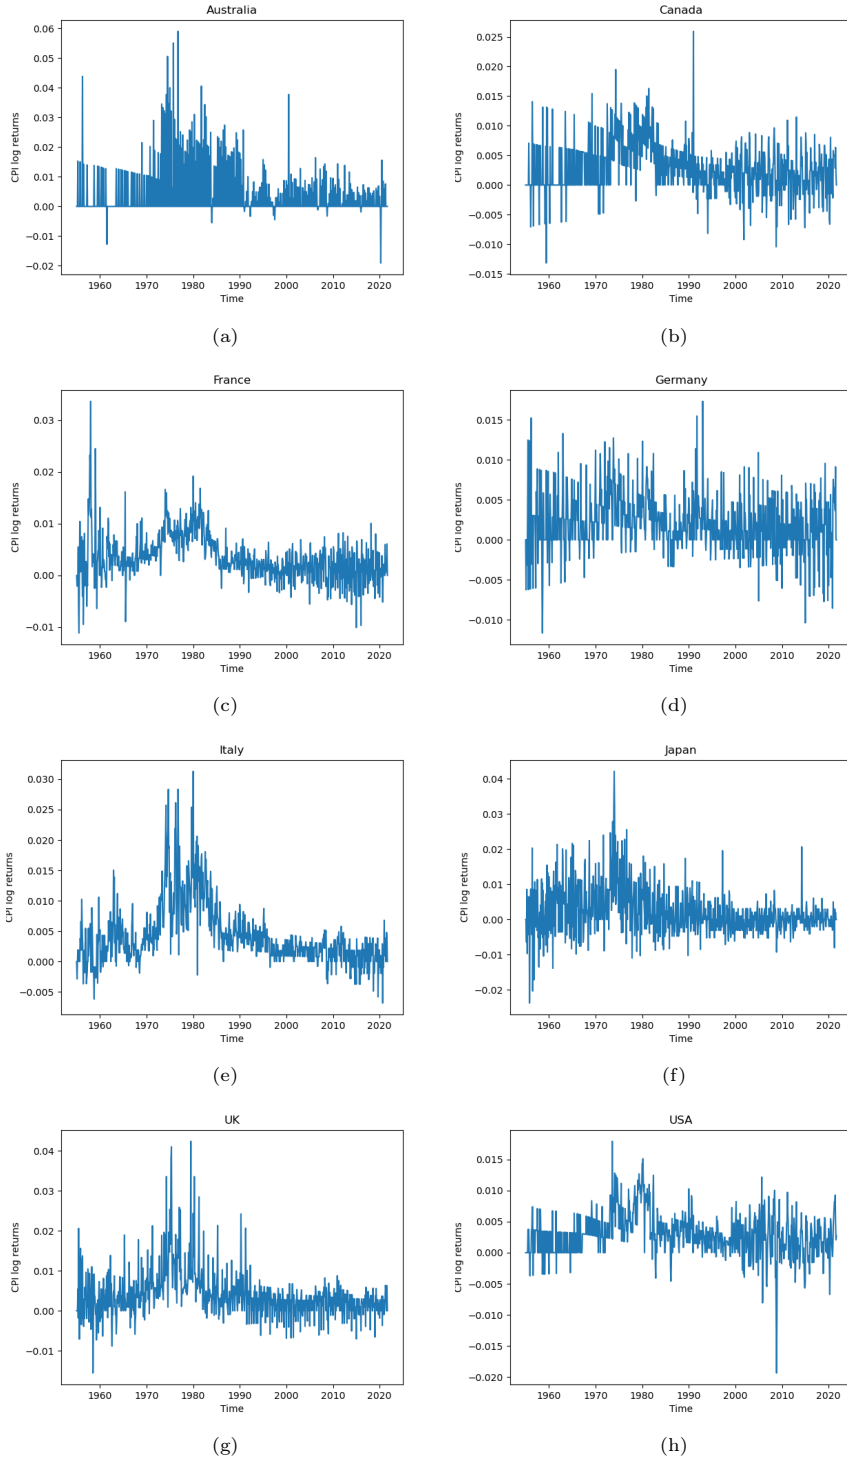 Australia
CPI log returns
0.06
0.05
0.04
0.03
0.02
0.01
0.00
−0.01
−0.02
1960 1970 1980 1990 2000 2010 2020
Time
(a)
Canada
CPI log returns
0.025
0.020
0.015
0.010
0.005
0.000
−0.005
−0.010
−0.015
1960 1970 1980 1990 2000 2010 2020
Time
(b)
France
CPI log returns
0.03
0.02
0.01
0.00
−0.01
1960 1970 1980 1990 2000 2010 2020
Time
(c)
Germany
CPI log returns
0.015
0.010
0.005
0.000
−0.005
−0.010
1960 1970 1980 1990 2000 2010 2020
Time
(d)
Italy
CPI log returns
0.030
0.025
0.020
0.015
0.010
0.005
0.000
−0.005
1960 1970 1980 1990 2000 2010 2020
Time
(e)
Japan
CPI log returns
0.04
0.03
0.02
0.01
0.00
−0.01
−0.02
1960 1970 1980 1990 2000 2010 2020
Time
(f)
UK
CPI log returns
0.04
0.03
0.02
0.01
0.00
−0.01
1960 1970 1980 1990 2000 2010 2020
Time
(g)
USA
CPI log returns
0.015
0.010
0.005
0.000
−0.005
−0.010
−0.015
−0.020
1960 1970 1980 1990 2000 2010 2020
Time
(h)